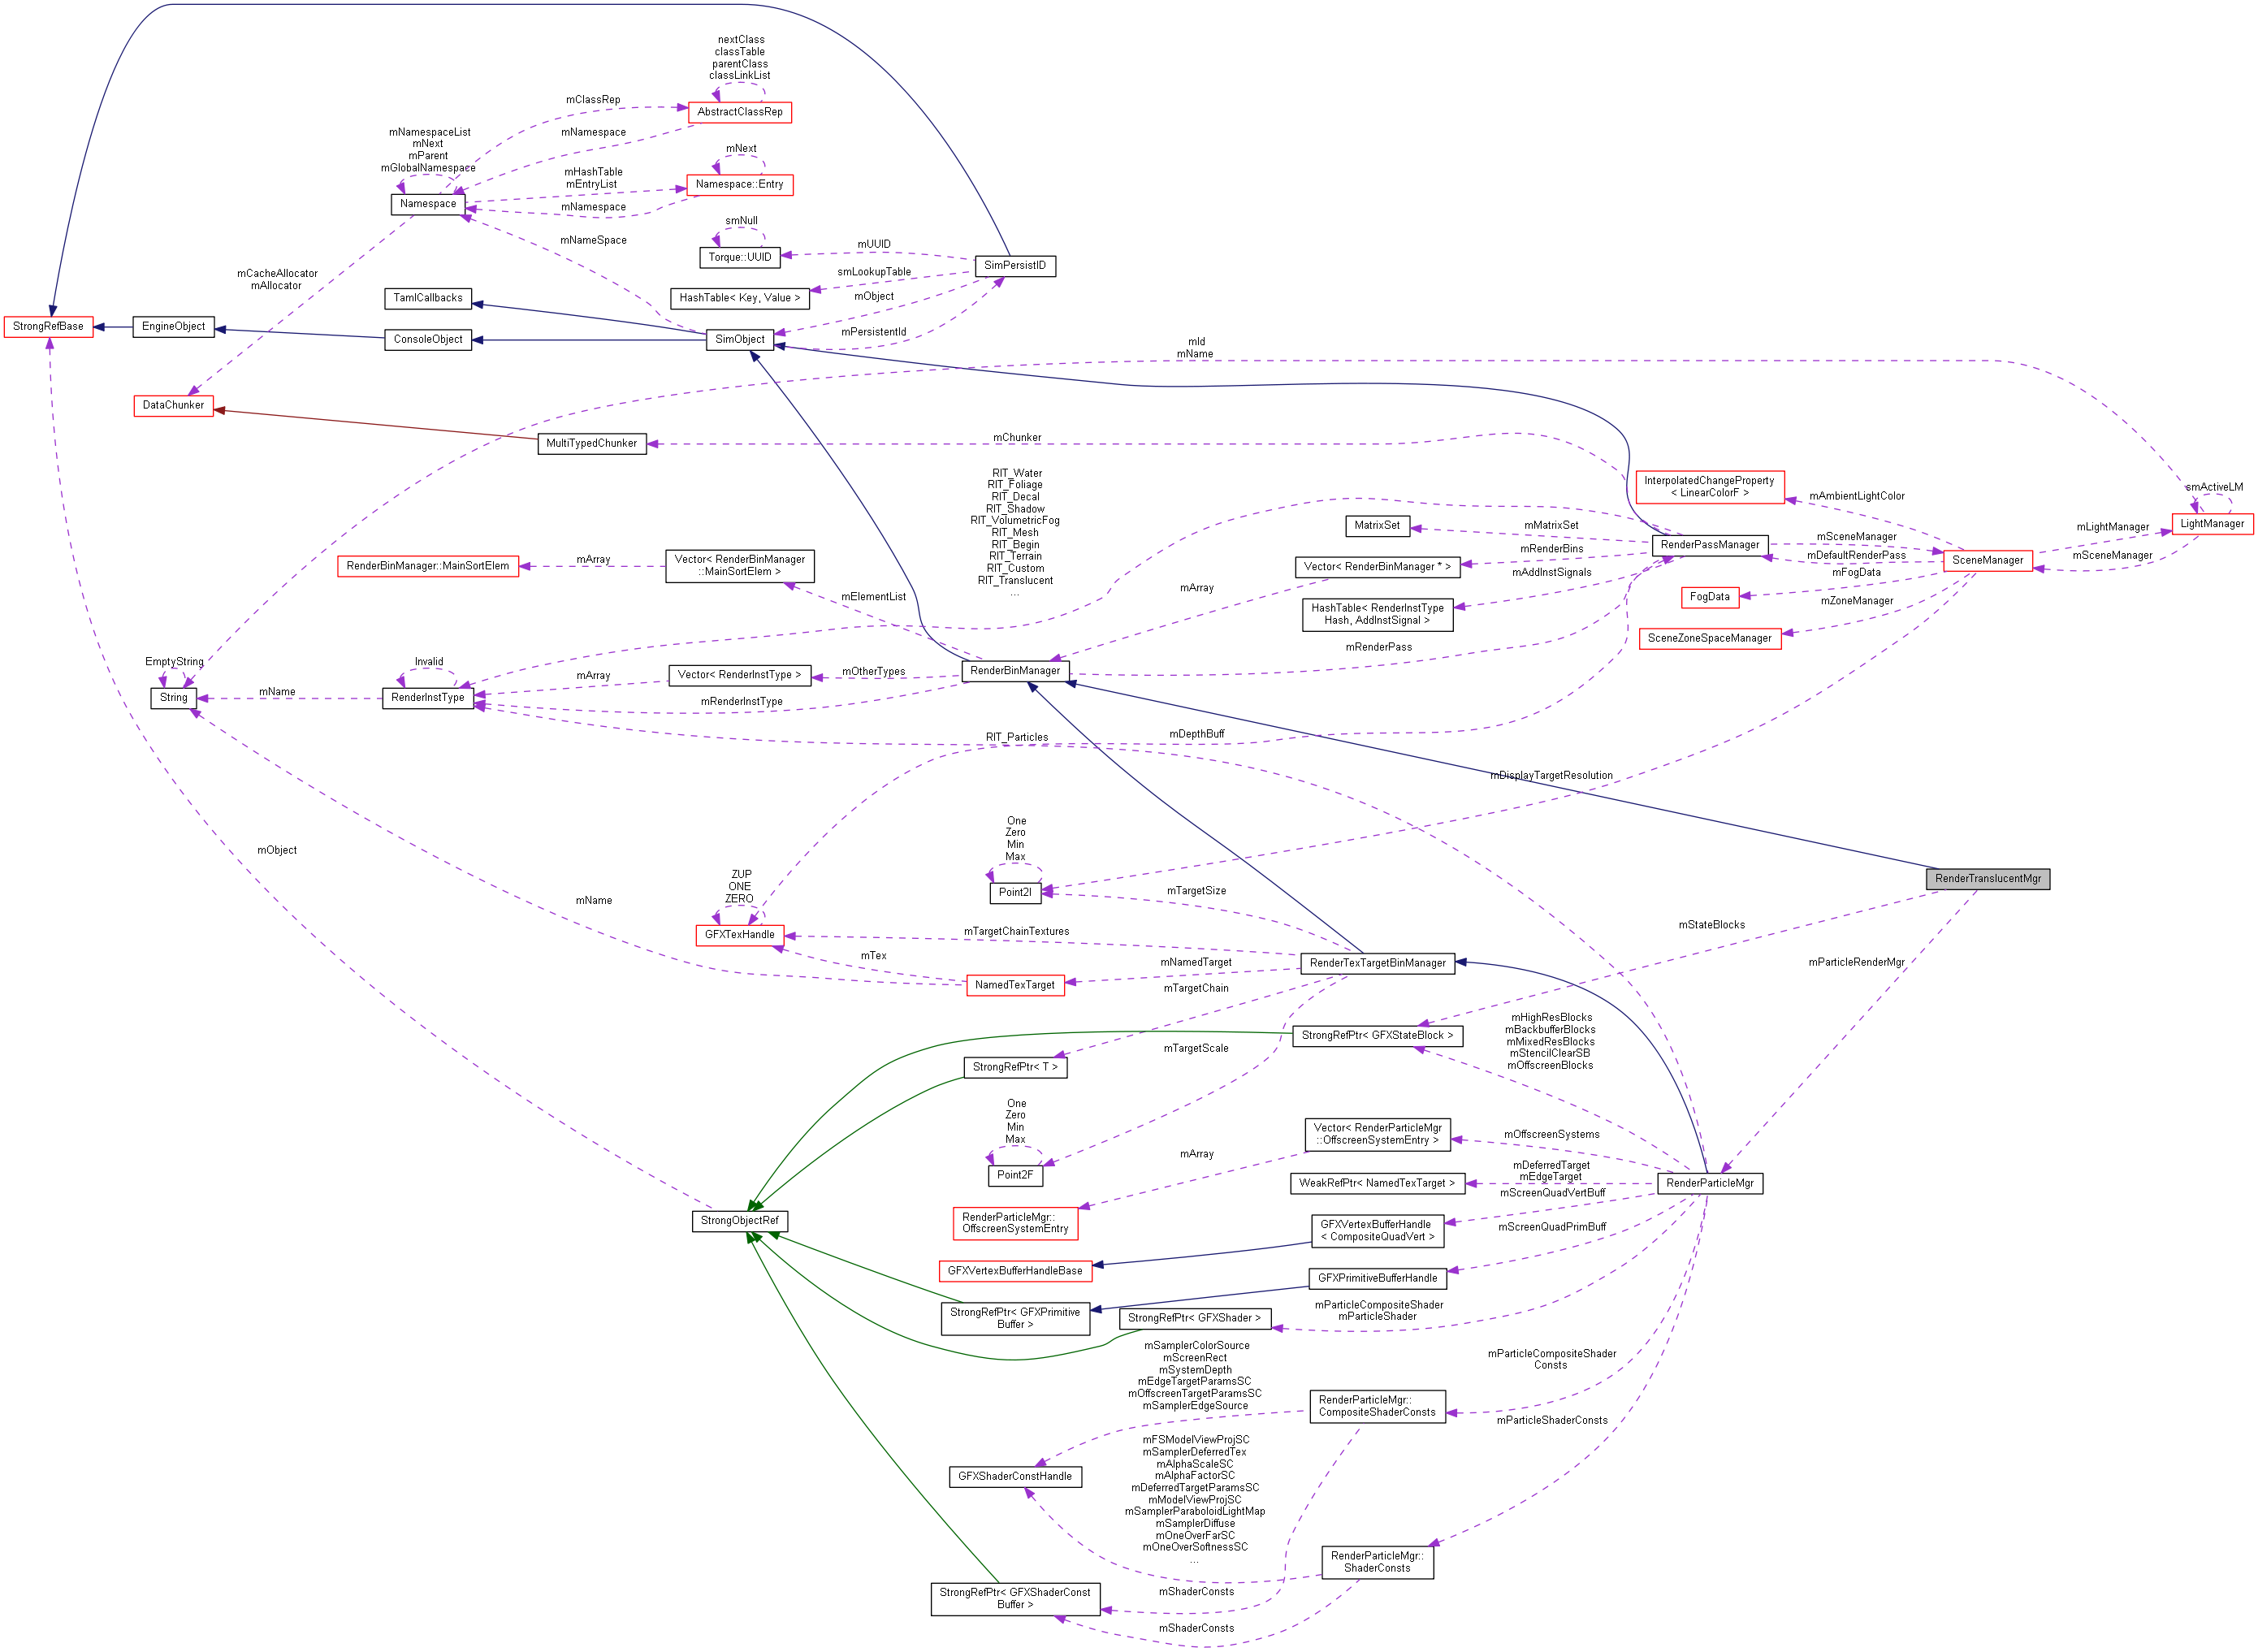 nextClass
classTable
parentClass
classLinkList
AbstractClassRep
mClassRep
mNamespace
mNamespaceList
mNext
mParent
mGlobalNamespace
Namespace
mHashTable
mEntryList
mNamespace
mNext
Namespace::Entry
mNameSpace
smNull
Torque::UUID
mUUID
SimPersistID
smLookupTable
HashTable< Key, Value >
mObject
mPersistentId
mCacheAllocator
mAllocator
TamlCallbacks
StrongRefBase
EngineObject
ConsoleObject
SimObject
mId
mName
DataChunker
MultiTypedChunker
mChunker
InterpolatedChangeProperty
< LinearColorF >
mAmbientLightColor
smActiveLM
LightManager
mLightManager
mSceneManager
RIT_Water
RIT_Foliage
RIT_Decal
RIT_Shadow
RIT_VolumetricFog
RIT_Mesh
RIT_Begin
RIT_Terrain
RIT_Custom
RIT_Translucent
...
MatrixSet
mMatrixSet
RenderPassManager
mSceneManager
mDefaultRenderPass
SceneManager
mRenderBins
Vector< RenderBinManager * >
mAddInstSignals
HashTable< RenderInstType
Hash, AddInstSignal >
mFogData
FogData
mZoneManager
SceneZoneSpaceManager
RenderBinManager::MainSortElem
mArray
Vector< RenderBinManager
::MainSortElem >
mElementList
mArray
mRenderPass
EmptyString
String
mName
Invalid
RenderInstType
mArray
Vector< RenderInstType >
mOtherTypes
mRenderInstType
RenderBinManager
RIT_Particles
mDepthBuff
mDisplayTargetResolution
mObject
mName
One
Zero
Min
Max
Point2I
mTargetSize
RenderTranslucentMgr
mStateBlocks
mParticleRenderMgr
ZUP
ONE
ZERO
GFXTexHandle
mTargetChainTextures
mTex
NamedTexTarget
mNamedTarget
RenderTexTargetBinManager
mTargetChain
StrongRefPtr< GFXStateBlock >
mTargetScale
StrongRefPtr< T >
mHighResBlocks
mBackbufferBlocks
mMixedResBlocks
mStencilClearSB
mOffscreenBlocks
One
Zero
Min
Max
Point2F
Vector< RenderParticleMgr
::OffscreenSystemEntry >
mOffscreenSystems
mArray
WeakRefPtr< NamedTexTarget >
mDeferredTarget
mEdgeTarget
RenderParticleMgr
mScreenQuadVertBuff
StrongObjectRef
RenderParticleMgr::
OffscreenSystemEntry
GFXVertexBufferHandle
< CompositeQuadVert >
mScreenQuadPrimBuff
GFXVertexBufferHandleBase
GFXPrimitiveBufferHandle
StrongRefPtr< GFXPrimitive
Buffer >
StrongRefPtr< GFXShader >
mParticleCompositeShader
mParticleShader
mSamplerColorSource
mScreenRect
mSystemDepth
mEdgeTargetParamsSC
mOffscreenTargetParamsSC
mSamplerEdgeSource
RenderParticleMgr::
CompositeShaderConsts
mParticleCompositeShader
Consts
mParticleShaderConsts
mFSModelViewProjSC
mSamplerDeferredTex
mAlphaScaleSC
mAlphaFactorSC
mDeferredTargetParamsSC
mModelViewProjSC
mSamplerParaboloidLightMap
mSamplerDiffuse
mOneOverFarSC
mOneOverSoftnessSC
...
GFXShaderConstHandle
RenderParticleMgr::
ShaderConsts
mShaderConsts
StrongRefPtr< GFXShaderConst
Buffer >
mShaderConsts